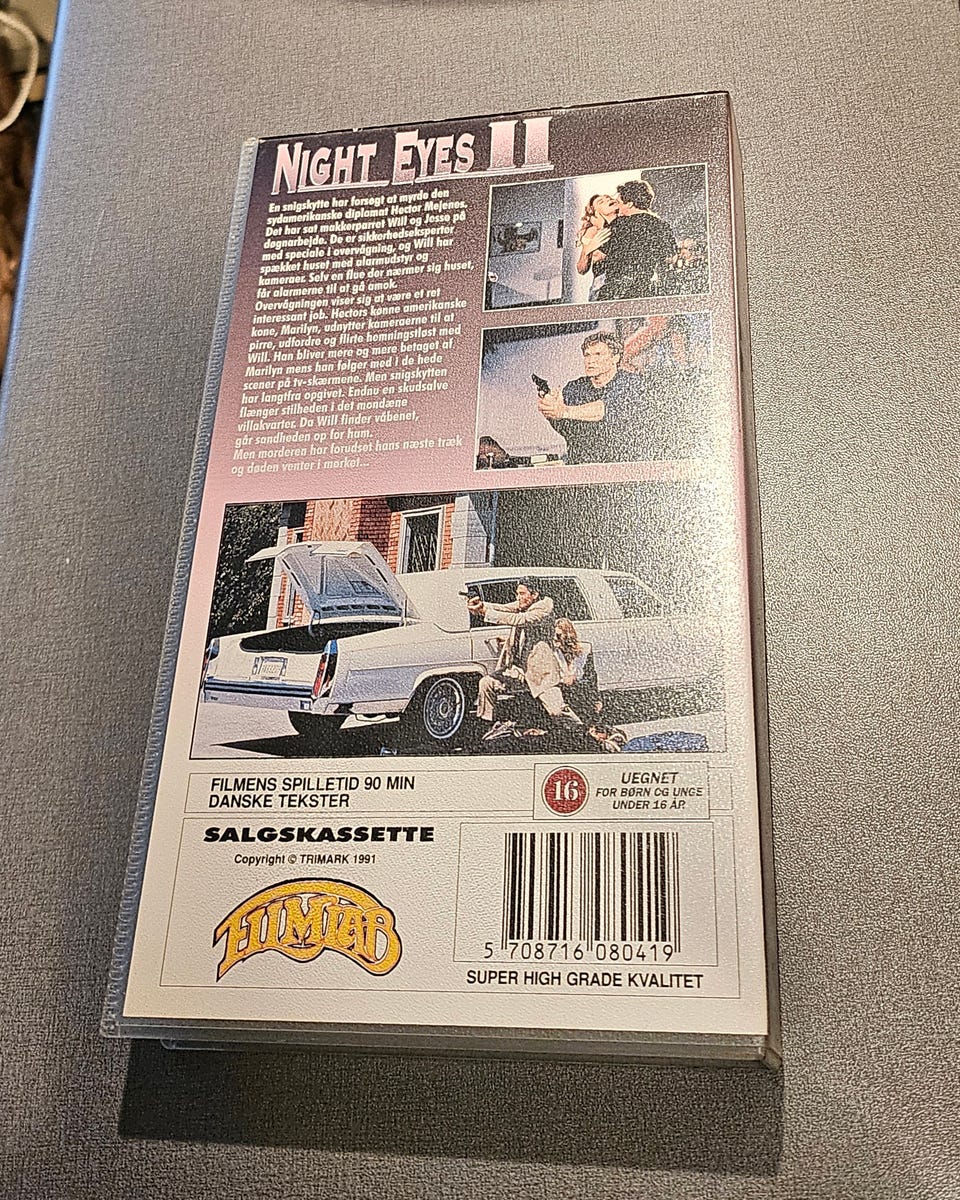 NIGHT EYES II
En snigskytte har forsøgt at myrde den
sydamerikanske diplomat Hector Mejenes.
Det har sat makkerparret Will og Jesse på
døgnarbejde. De er sikkerhedseksperter
med speciale i overvågning, og Will har
spækket huset med alarmudstyr og
kameraer. Selv en flue der nærmer sig huset,
får alarmerne til at gå amok.
Overvågningen viser sig at være et ret
interessant job. Hectors kønne amerikanske
kone, Marilyn, udnytter kameraerne til at
pirre, udfordre og flirte hemningsløst med
Will. Han bliver mere og mere betaget af
Marilyn mens han følger med i de hede
scener på tv-skærmene. Men snigskytten
har langtfra opgivet. Endnu en skudsalve
flænger stilheden i det mondæne
villakvarter. Da Will finder våbenet,
går sandheden op for ham.
Men morderen har forudset hans næste træk
og døden venter i mørket...
FILMENS SPILLETID 90 MIN
DANSKE TEKSTER
16
UEGNET
FOR BØRN OG UNGE
UNDER 16 ÅR
SALGSKASSETTE
Copyright © TRIMARK 1991
FILMLAB
5 708716 080419
SUPER HIGH GRADE KVALITET